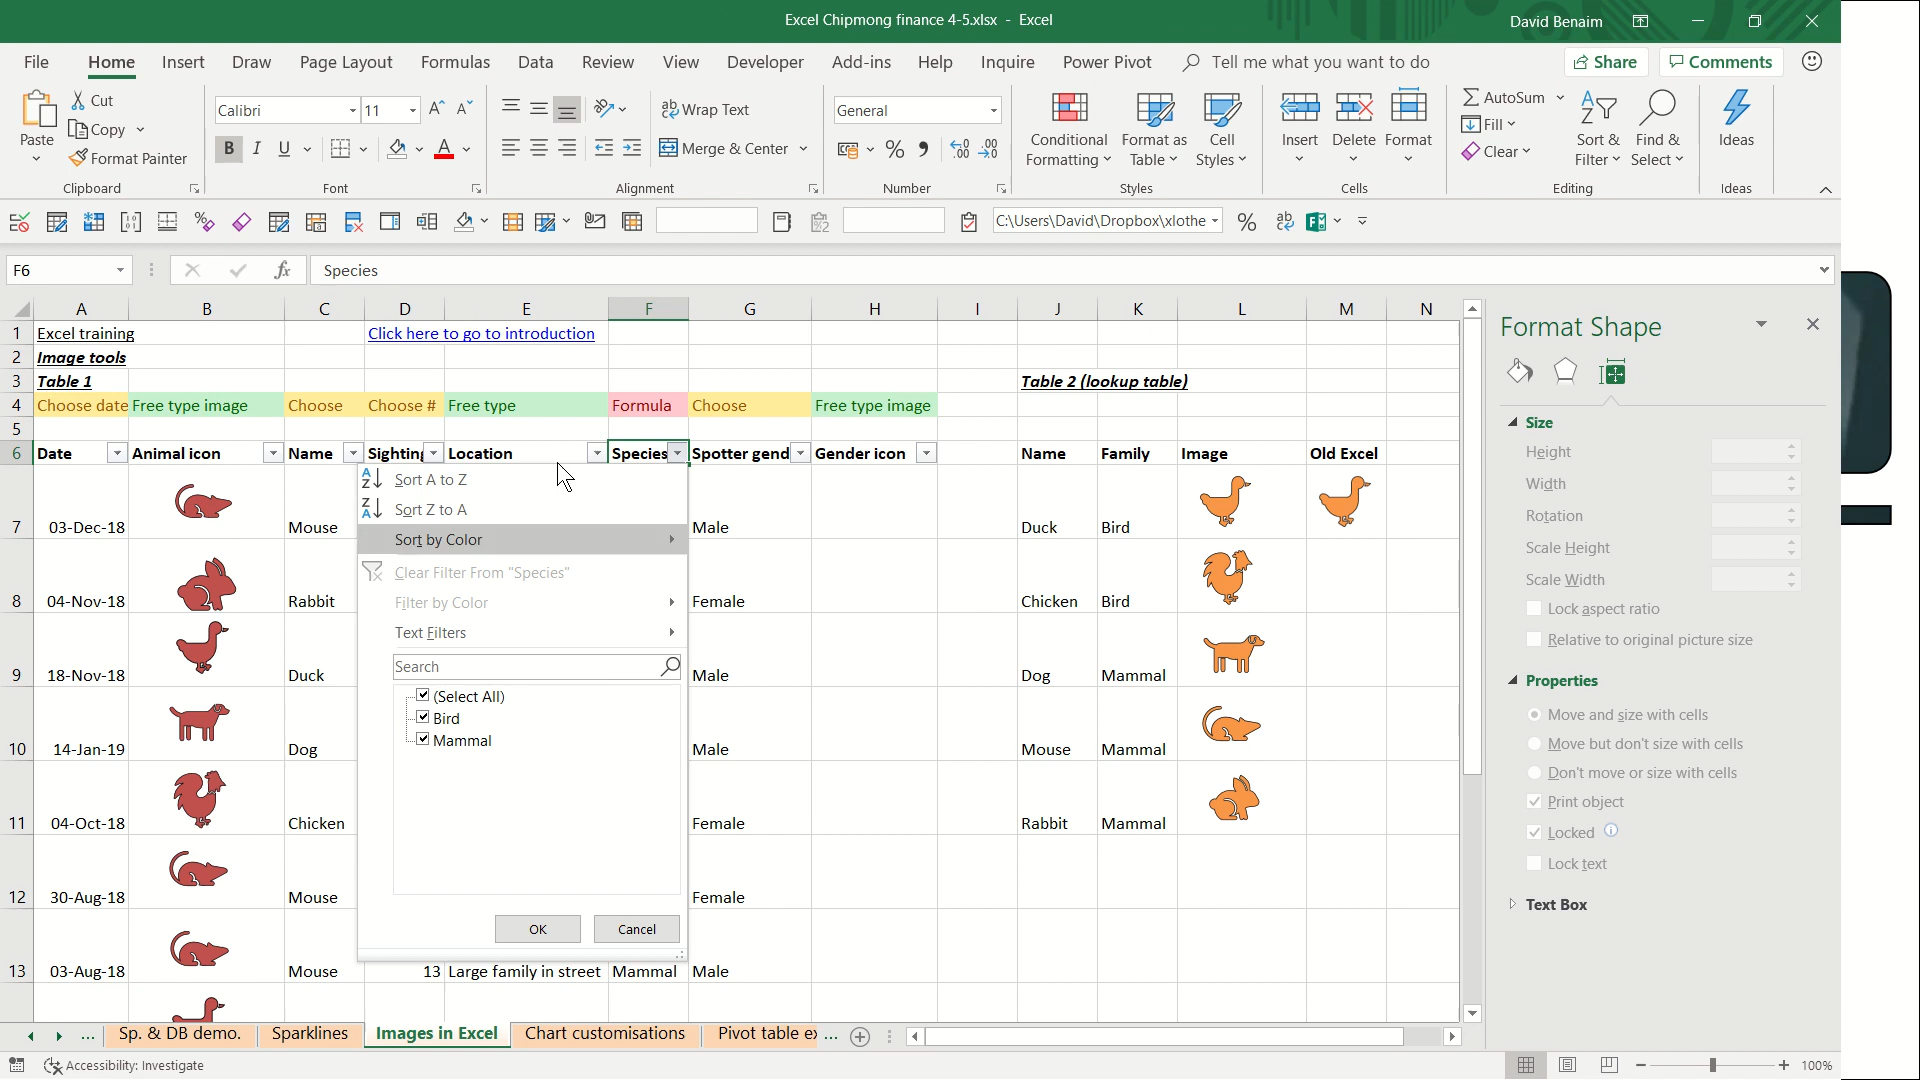 Excel Chipmong finance 4-5.xlsx - Excel
David Benaim
File Home Insert Draw Page Layout Formulas Data Review View Developer Add-ins Help Inquire Power Pivot Tell me what you want to do Share Comments
Paste Cut Copy Format Painter Clipboard
Calibri 11 B I U A Font
Wrap Text Merge & Center Alignment
General % Number
Conditional Formatting Format as Table Cell Styles Styles
Insert Delete Format Cells
AutoSum Fill Clear Sort & Filter Find & Select Editing
Ideas Ideas
C:\Users\David\Dropbox\xlothe
F6 fx Species
A B C D E F G H I J K L M N
1 Excel training Click here to go to introduction
2 Image tools
3 Table 1 Table 2 (lookup table)
4 Choose date Free type image Choose Choose # Free type Formula Choose Free type image
5
6 Date Animal icon Name Sighting Location Species Spotter gend Gender icon Name Family Image Old Excel
7 03-Dec-18 Mouse Male Duck Bird
8 04-Nov-18 Rabbit Female Chicken Bird
9 18-Nov-18 Duck Male Dog Mammal
10 14-Jan-19 Dog Male Mouse Mammal
11 04-Oct-18 Chicken Female Rabbit Mammal
12 30-Aug-18 Mouse Female
13 03-Aug-18 Mouse 13 Large family in street Mammal Male
Sort A to Z
Sort Z to A
Sort by Color
Clear Filter From "Species"
Filter by Color
Text Filters
Search
(Select All)
Bird
Mammal
OK Cancel
Format Shape
Size
Height
Width
Rotation
Scale Height
Scale Width
Lock aspect ratio
Relative to original picture size
Properties
Move and size with cells
Move but don't size with cells
Don't move or size with cells
Print object
Locked
Lock text
Text Box
... Sp. & DB demo. Sparklines Images in Excel Chart customisations Pivot table ex ...
Accessibility: Investigate 100%